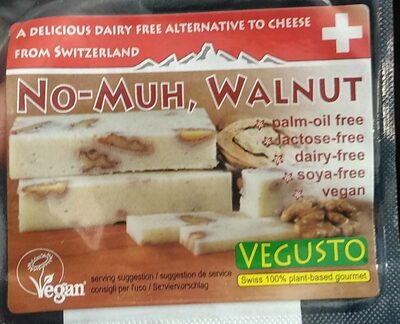 A DELICIOUS DAIRY FREE ALTERNATIVE TO CHEESE
FROM SWITZERLAND
NO-MUH, WALNUT
palm-oil free
lactose-free
dairy-free
soya-free
vegan
VEGUSTO
Swiss 100% plant-based gourmet
Vegan
serving suggestion / suggestion de service
consigli per l'uso / Serviervorschlag